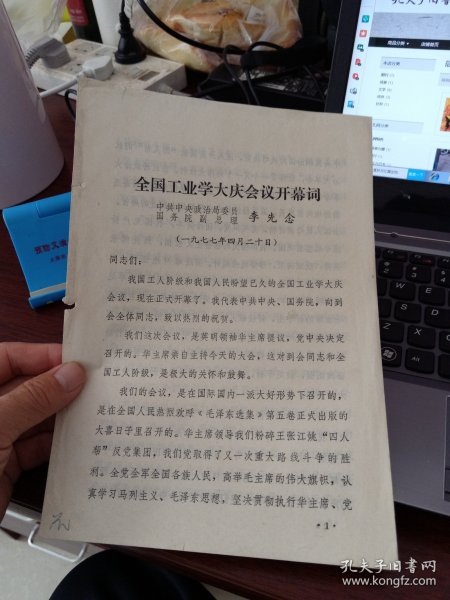 全国工业学大庆会议开幕词
中共中央政治局委员
国务院副总理 李先念
(一九七七年四月二十日)
同志们:
我国工人阶级和我国人民盼望已久的全国工业学大庆
会议,现在正式开幕了。我代表中共中央、国务院,向到
会全体同志,致以热烈的祝贺。
我们这次会议,是英明领袖华主席提议,党中央决定
召开的。华主席亲自主持今天的大会,这对到会同志和全
国工人阶级,是极大的关怀和鼓舞。
我们的会议,是在国际国内一派大好形势下召开的,
是在全国人民热烈欢呼《毛泽东选集》第五卷正式出版的
大喜日子里召开的。华主席领导我们粉碎王张江姚“四人
帮”反党集团,我们党取得了又一次重大路线斗争的胜
利。全党全军全国各族人民,高举毛主席的伟大旗帜,认
真学习马列主义、毛泽东思想,坚决贯彻执行华主席、党
·1·
孔夫子旧书网
www.kongfz.com